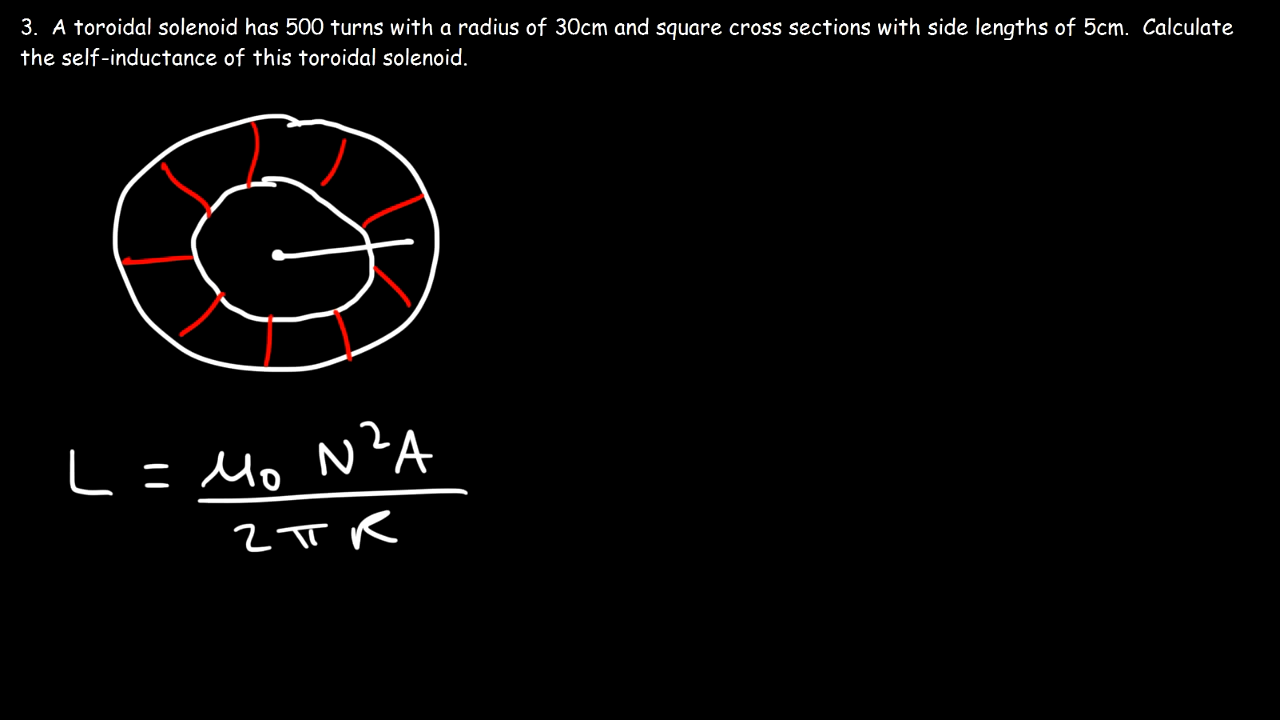 3. A toroidal solenoid has 500 turns with a radius of 30cm and square cross sections with side lengths of 5cm. Calculate
the self-inductance of this toroidal solenoid.
L = μ₀ N²A
2πR